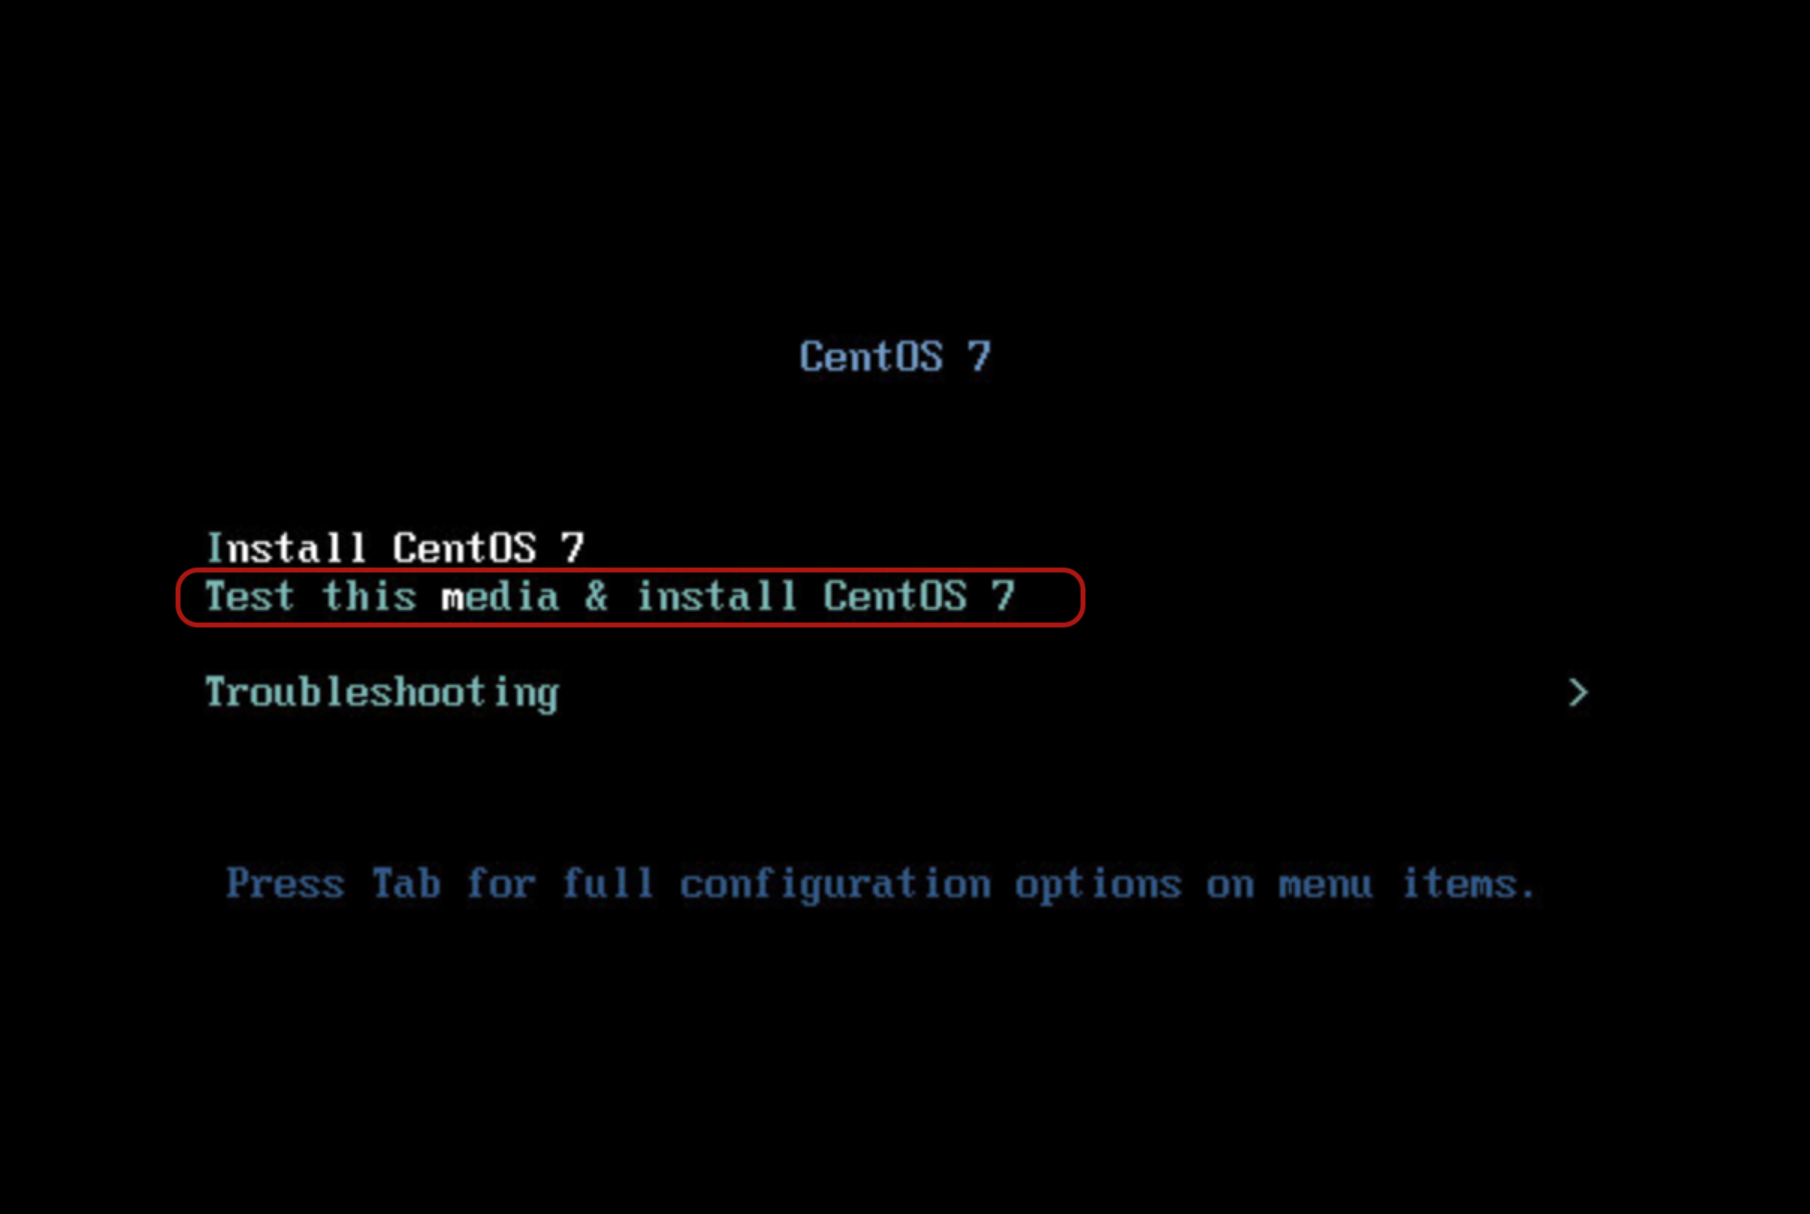 CentOS 7
Install CentOS 7
Test this media & install CentOS 7
Troubleshooting >
Press Tab for full configuration options on menu items.